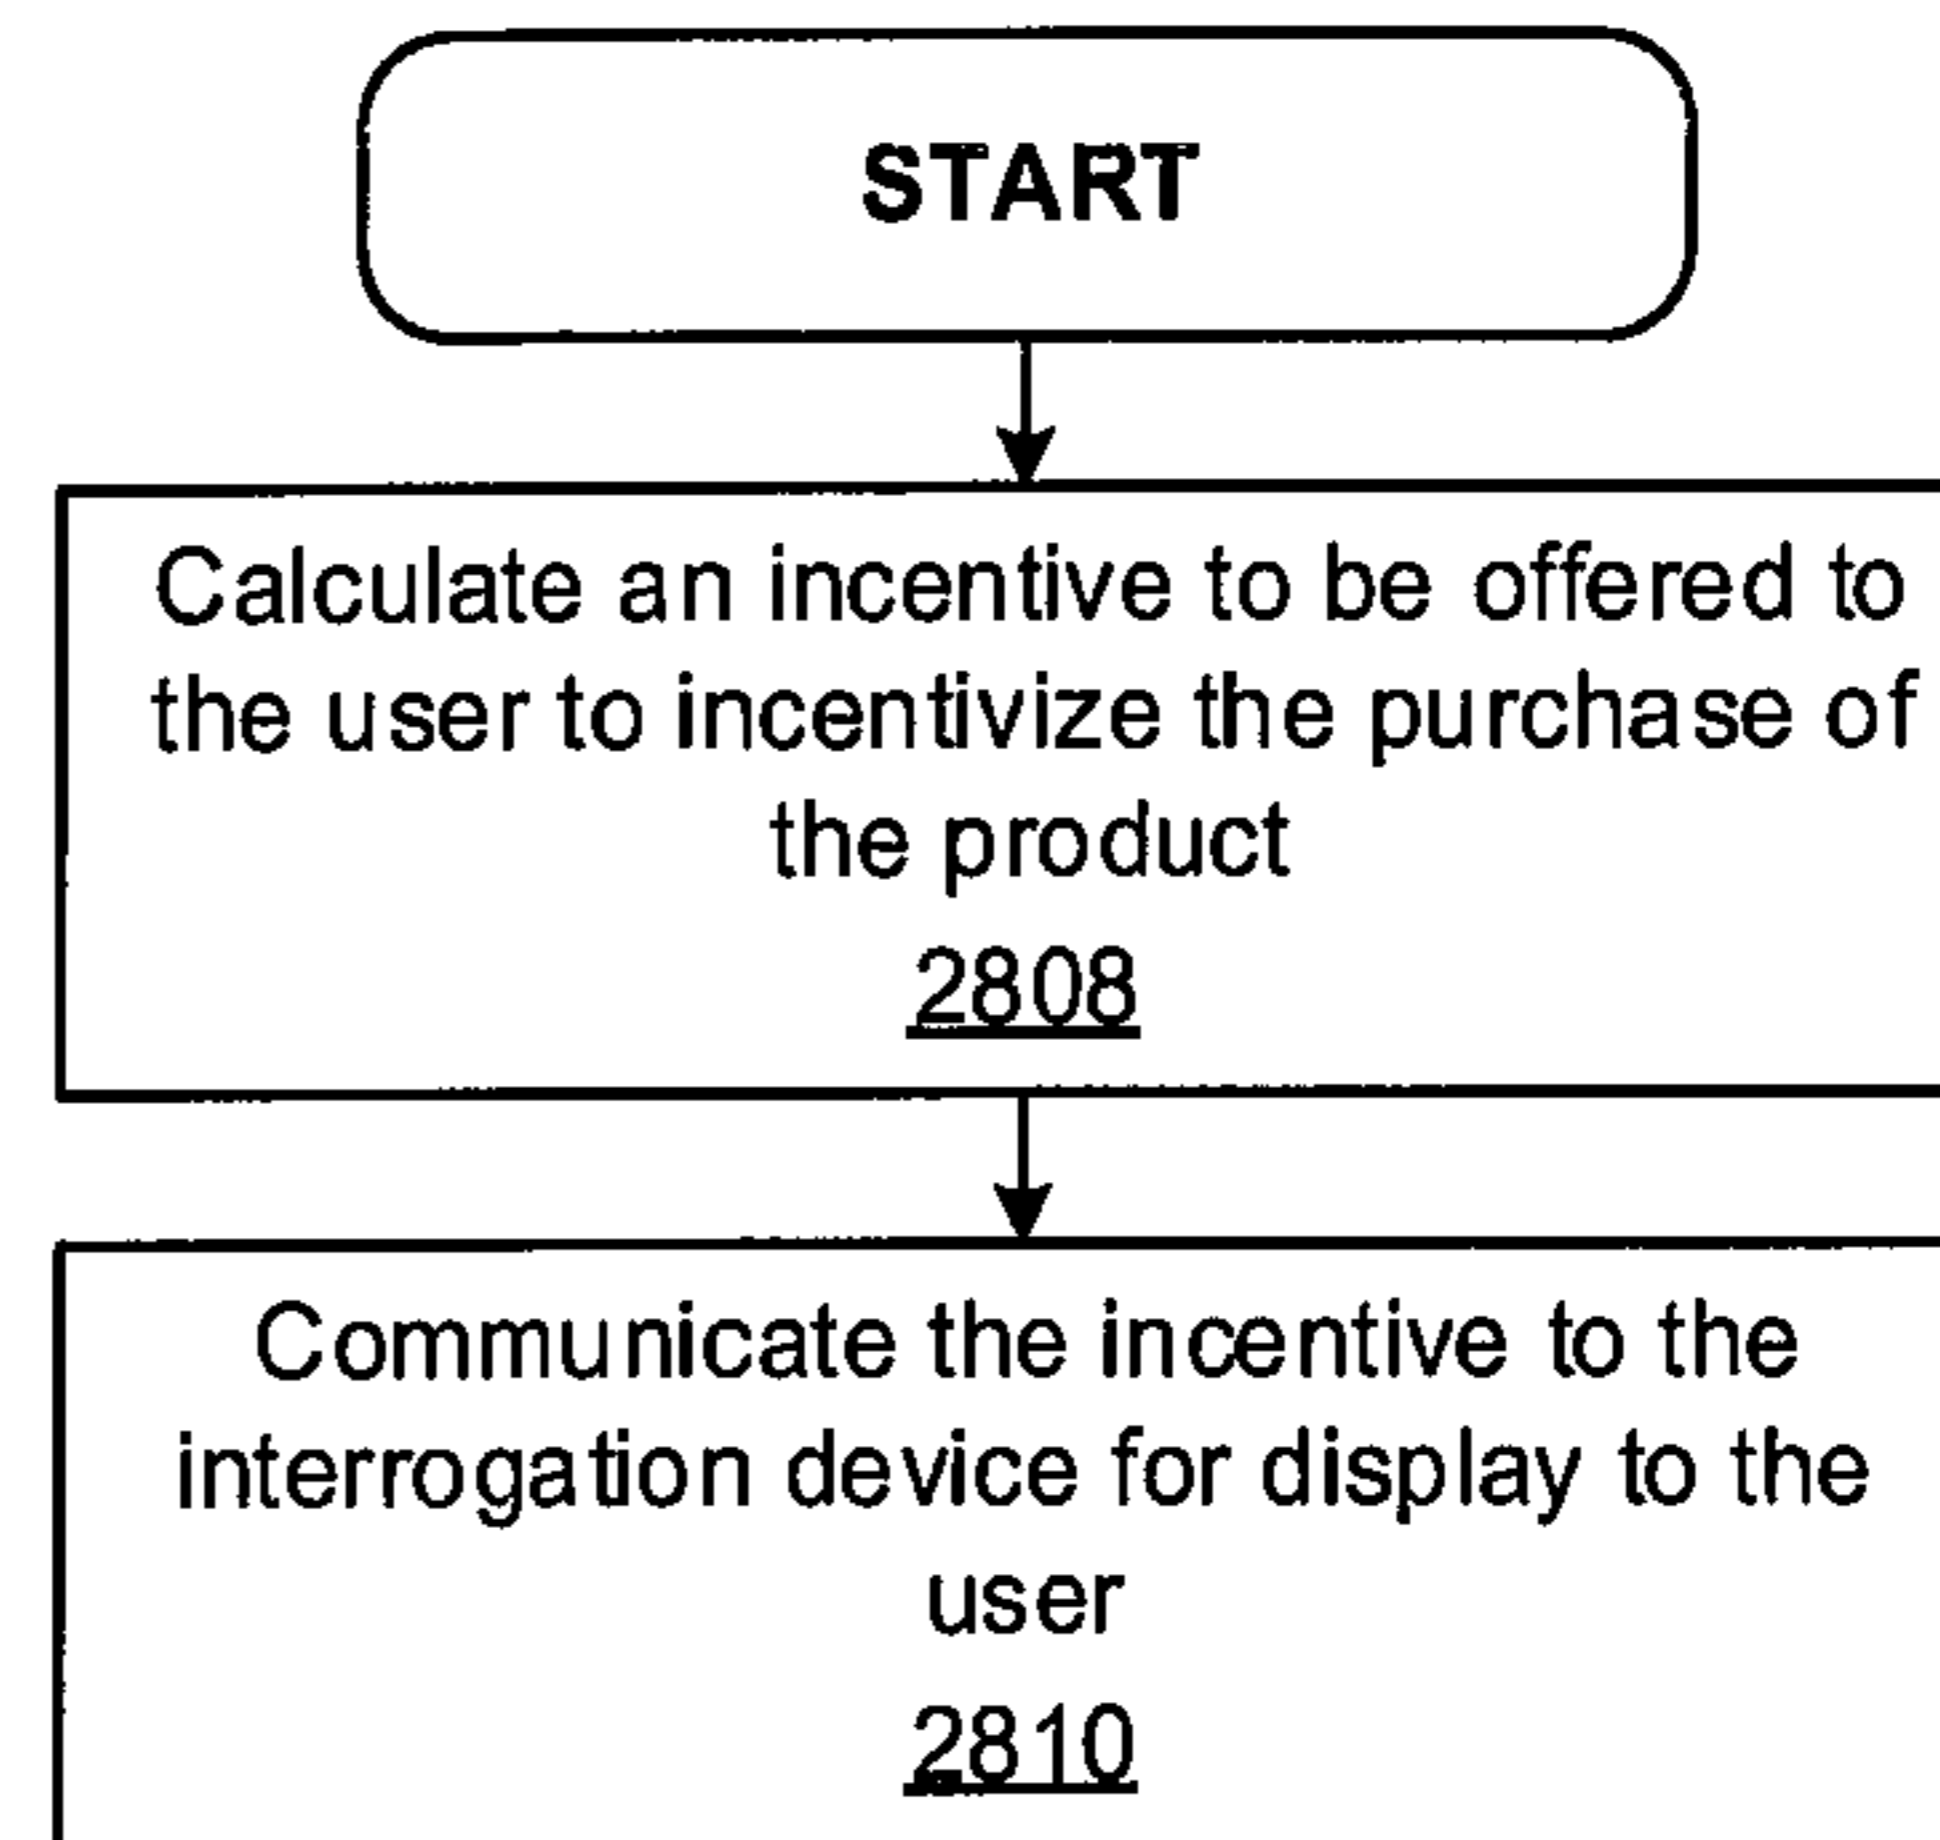 START
Calculate an incentive to be offered to
the user to incentivize the purchase of
the product
2808
Communicate the incentive to the
interrogation device for display to the
user
2810